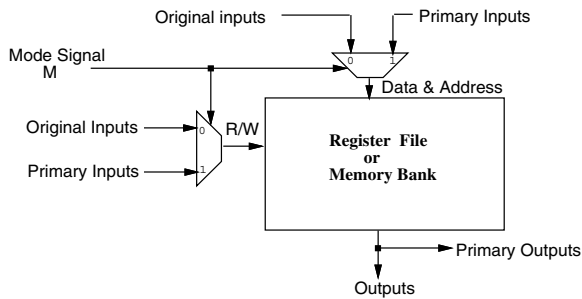 Original inputs
Primary Inputs
Mode Signal
M
0
1
Data & Address
Original Inputs
0
R/W
Primary Inputs
1
Register File
or
Memory Bank
Primary Outputs
Outputs